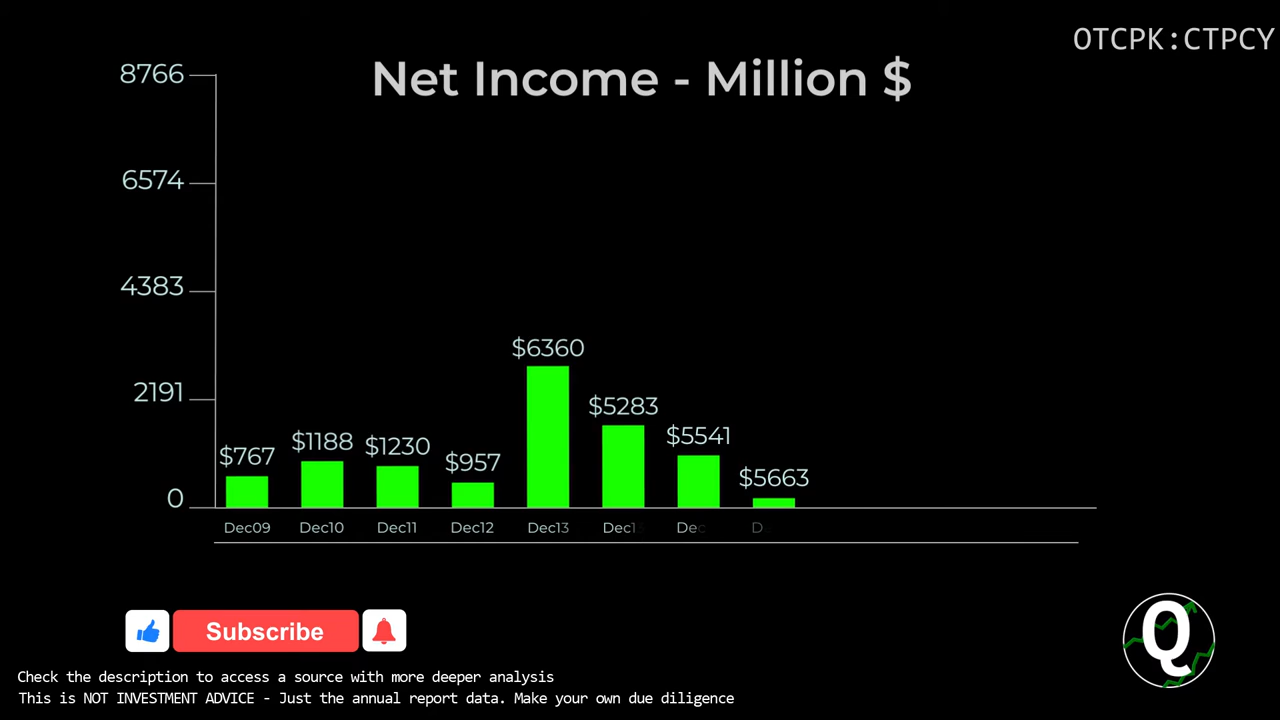 OTCPK:CTPCY
Net Income - Million $
8766
6574
4383
2191
0
$767
$1188
$1230
$957
$6360
$5283
$5541
$5663
Dec09 Dec10 Dec11 Dec12 Dec13 Dec1 Dec D
Subscribe
Q
Check the description to access a source with more deeper analysis
This is NOT INVESTMENT ADVICE - Just the annual report data. Make your own due diligence